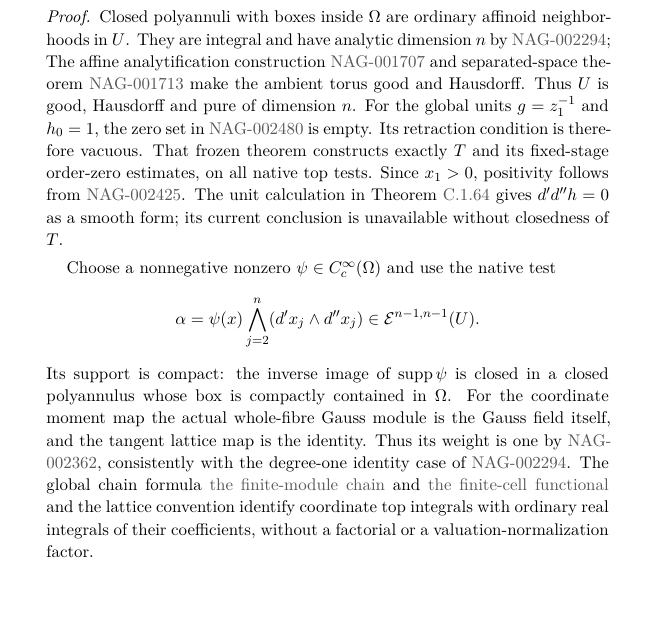 Proof. Closed polyannuli with boxes inside Ω are ordinary affinoid neighbor-
hoods in U. They are integral and have analytic dimension n by NAG-002294;
The affine analytification construction NAG-001707 and separated-space the-
orem NAG-001713 make the ambient torus good and Hausdorff. Thus U is
good, Hausdorff and pure of dimension n. For the global units g = z₁⁻¹ and
h₀ = 1, the zero set in NAG-002480 is empty. Its retraction condition is there-
fore vacuous. That frozen theorem constructs exactly T and its fixed-stage
order-zero estimates, on all native top tests. Since x₁ > 0, positivity follows
from NAG-002425. The unit calculation in Theorem C.1.64 gives d′d″h = 0
as a smooth form; its current conclusion is unavailable without closedness of
T.
Choose a nonnegative nonzero ψ ∈ C_c^∞(Ω) and use the native test
α = ψ(x) ⋀_{j=2}^{n} (d′x_j ∧ d″x_j) ∈ ℰ^{n−1,n−1}(U).
Its support is compact: the inverse image of supp ψ is closed in a closed
polyannulus whose box is compactly contained in Ω. For the coordinate
moment map the actual whole-fibre Gauss module is the Gauss field itself,
and the tangent lattice map is the identity. Thus its weight is one by NAG-
002362, consistently with the degree-one identity case of NAG-002294. The
global chain formula the finite-module chain and the finite-cell functional
and the lattice convention identify coordinate top integrals with ordinary real
integrals of their coefficients, without a factorial or a valuation-normalization
factor.